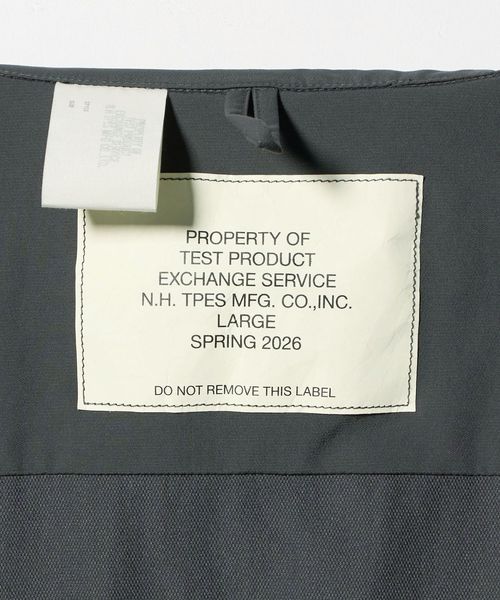 PROPERTY OF
TEST PRODUCT
EXCHANGE SERVICE
N.H. TPES MFG. CO.,INC.
LARGE
SPRING 2026
DO NOT REMOVE THIS LABEL